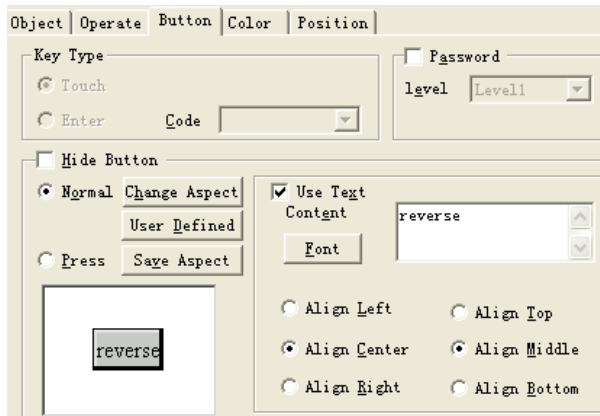 Object Operate Button Color Position
Key Type
Touch
Enter Code
Password
level Level1
Hide Button
Normal Change Aspect
User Defined
Press Save Aspect
reverse
Use Text
Content reverse
Font
Align Left Align Top
Align Center Align Middle
Align Right Align Bottom